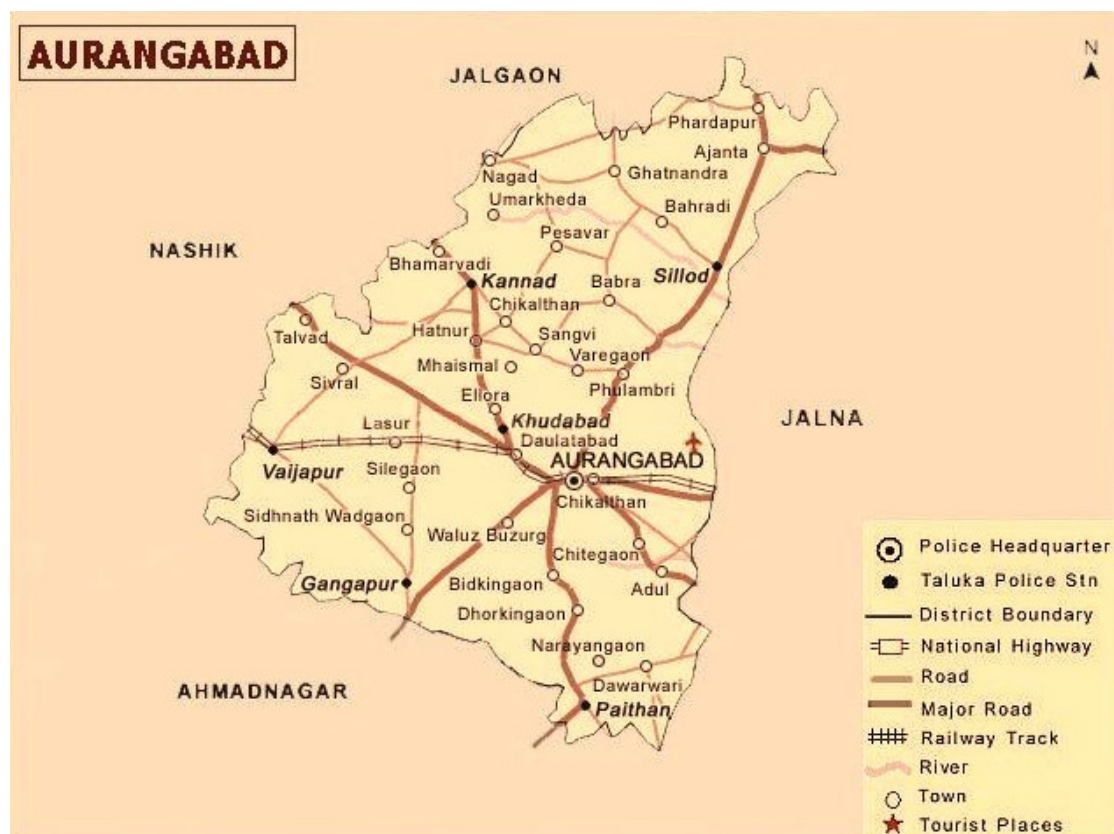 AURANGABAD
N
JALGAON
Phardapur
Ajanta
Nagad
Ghatnandra
Umarkheda
Bahradi
Pesavar
NASHIK
Bhamarvadi
Sillod
Kannad
Babra
Chikalthan
Talvad
Hatnur
Sangvi
Mhaismal
Varegaon
Sivral
Phulambri
Ellora
JALNA
Lasur
Khudabad
Daulatabad
Vaijapur
AURANGABAD
Silegaon
Chikalthan
Sidhnath Wadgaon
Waluz Buzurg
Chitegaon
Gangapur
Bidkingaon
Adul
Dhorkingaon
Narayangaon
AHMADNAGAR
Dawarwari
Paithan
Police Headquarter
Taluka Police Stn
District Boundary
National Highway
Road
Major Road
Railway Track
River
Town
Tourist Places